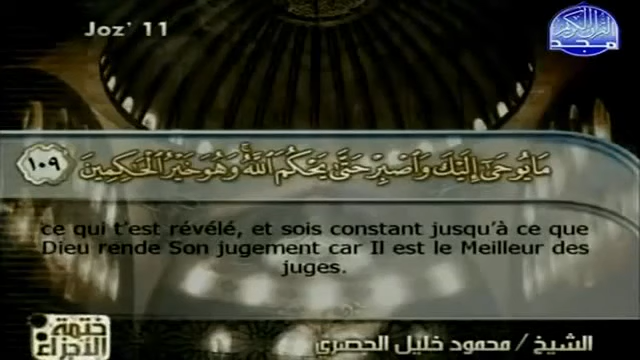 Joz' 11
القرآن الكريم
مجد
مَا يُوحَىٰٓ إِلَيْكَ وَٱصْبِرْ حَتَّىٰ يَحْكُمَ ٱللَّهُ ۚ وَهُوَ خَيْرُ ٱلْحَٰكِمِينَ ١٠٩
ce qui t'est révélé, et sois constant jusqu'à ce que
Dieu rende Son jugement car Il est le Meilleur des
juges.
ختمة
الأجزاء
الشيخ / محمود خليل الحصري